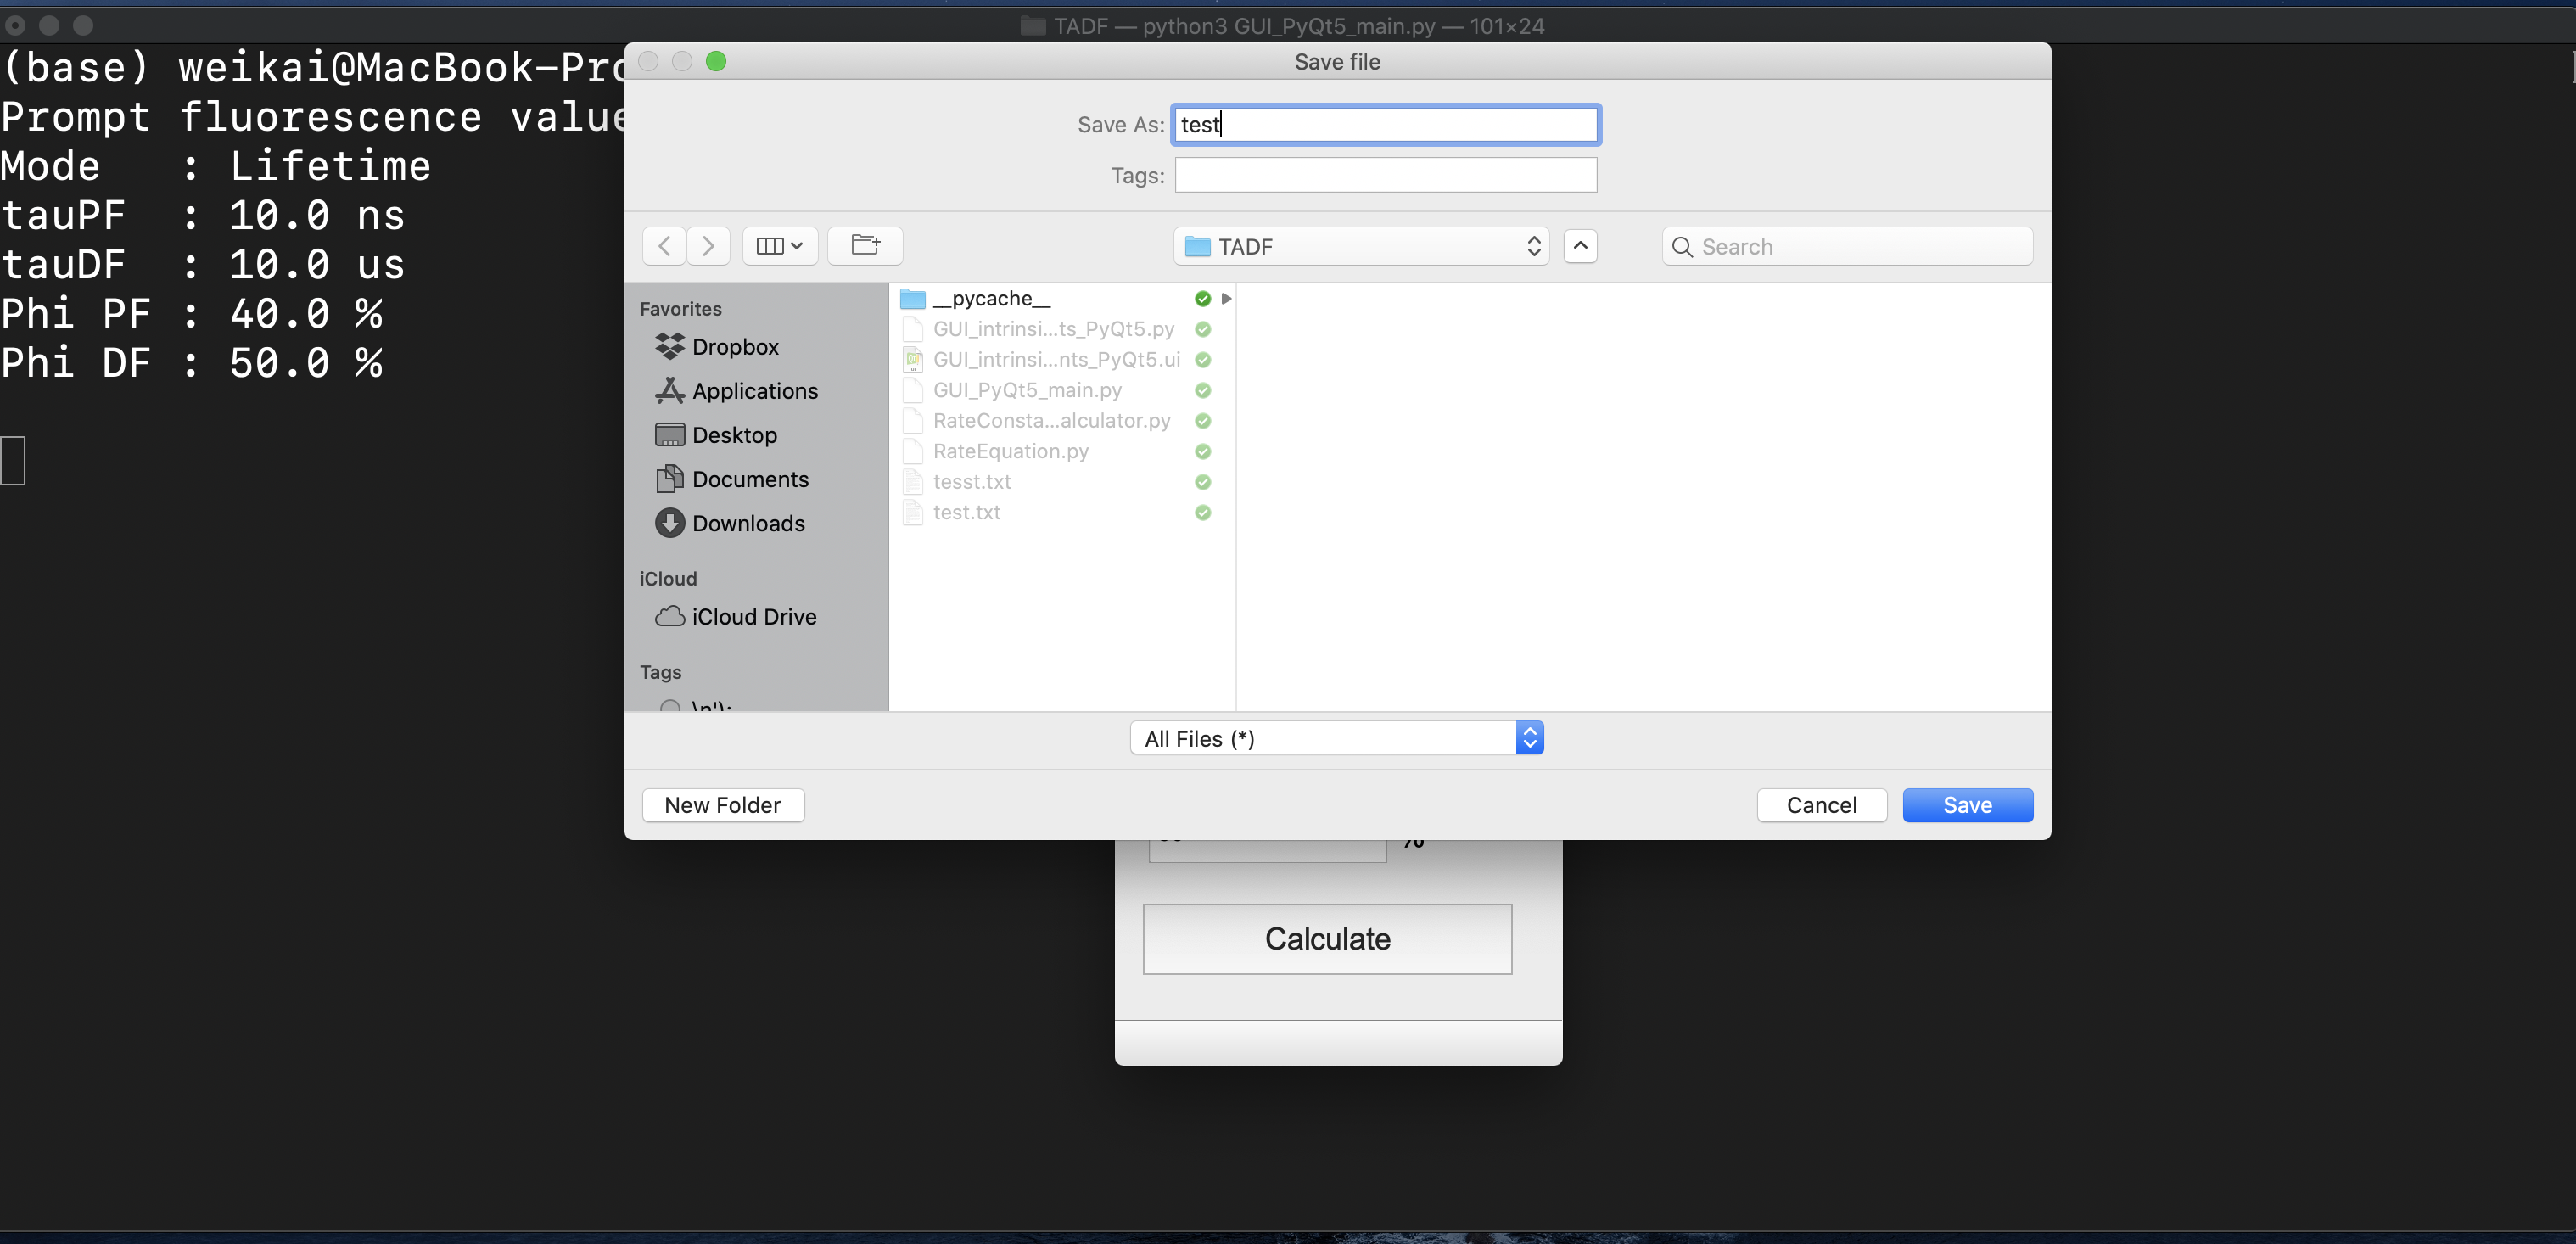 TADF — python3 GUI_PyQt5_main.py — 101×24
(base) weikai@MacBook-Pro
Prompt fluorescence value
Mode   : Lifetime
tauPF  : 10.0 ns
tauDF  : 10.0 us
Phi PF : 40.0 %
Phi DF : 50.0 %
Save file
Save As: test
Tags:
TADF
Search
Favorites
Dropbox
Applications
Desktop
Documents
Downloads
iCloud
iCloud Drive
Tags
\n');
__pycache__
GUI_intrinsi...ts_PyQt5.py
GUI_intrinsi...nts_PyQt5.ui
GUI_PyQt5_main.py
RateConsta...alculator.py
RateEquation.py
tesst.txt
test.txt
All Files (*)
New Folder
Cancel
Save
%
Calculate